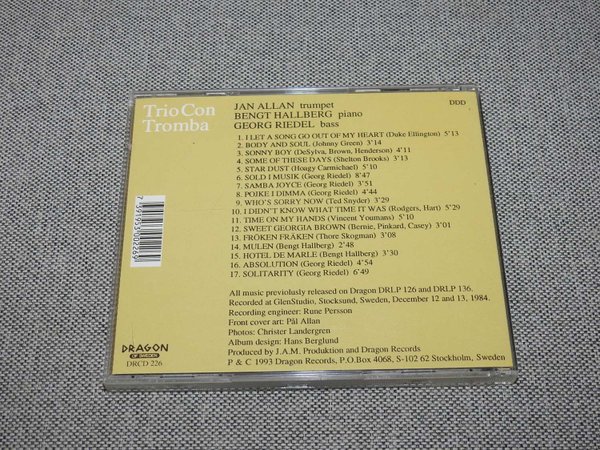 Trio Con
Tromba
JAN ALLAN trumpet
BENGT HALLBERG piano
GEORG RIEDEL bass
DDD
1. I LET A SONG GO OUT OF MY HEART (Duke Ellington) 5'13
2. BODY AND SOUL (Johnny Green) 3'14
3. SONNY BOY (DeSylva, Brown, Henderson) 4'11
4. SOME OF THESE DAYS (Shelton Brooks) 3'13
5. STAR DUST (Hoagy Carmichael) 5'10
6. SOLD I MUSIK (Georg Riedel) 8'47
7. SAMBA JOYCE (Georg Riedel) 3'51
8. POJKE I DIMMA (Georg Riedel) 4'44
9. WHO'S SORRY NOW (Ted Snyder) 3'29
10. I DIDN'T KNOW WHAT TIME IT WAS (Rodgers, Hart) 5'29
11. TIME ON MY HANDS (Vincent Youmans) 5'10
12. SWEET GEORGIA BROWN (Bernie, Pinkard, Casey) 3'01
13. FRÖKEN FRÅKEN (Thore Skogman) 3'08
14. MULEN (Bengt Hallberg) 2'48
15. HOTEL DE MARLE (Bengt Hallberg) 3'30
16. ABSOLUTION (Georg Riedel) 4'54
17. SOLITARITY (Georg Riedel) 6'49
All music previously released on Dragon DRLP 126 and DRLP 136.
Recorded at GlenStudio, Stocksund, Sweden, December 12 and 13, 1984.
Recording engineer: Rune Persson
Front cover art: Pål Allan
Photos: Christer Landergren
Album design: Hans Berglund
Produced by J.A.M. Produktion and Dragon Records
P & C 1993 Dragon Records, P.O.Box 4068, S-102 62 Stockholm, Sweden
DRAGON
OF SWEDEN
DRCD 226